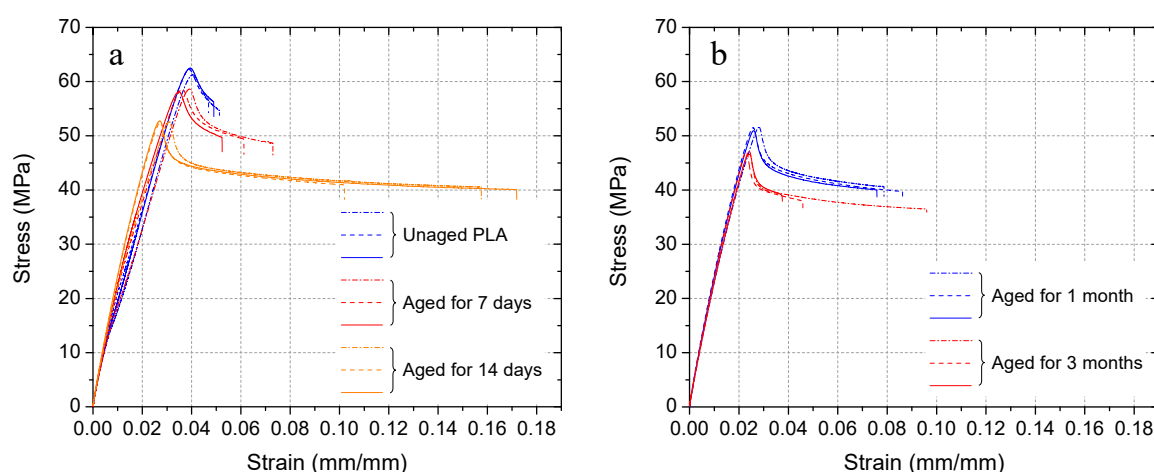 a
70
60
50
40
30
20
10
0
Stress (MPa)
Unaged PLA
Aged for 7 days
Aged for 14 days
0.00 0.02 0.04 0.06 0.08 0.10 0.12 0.14 0.16 0.18
Strain (mm/mm)
b
70
60
50
40
30
20
10
0
Stress (MPa)
Aged for 1 month
Aged for 3 months
0.00 0.02 0.04 0.06 0.08 0.10 0.12 0.14 0.16 0.18
Strain (mm/mm)